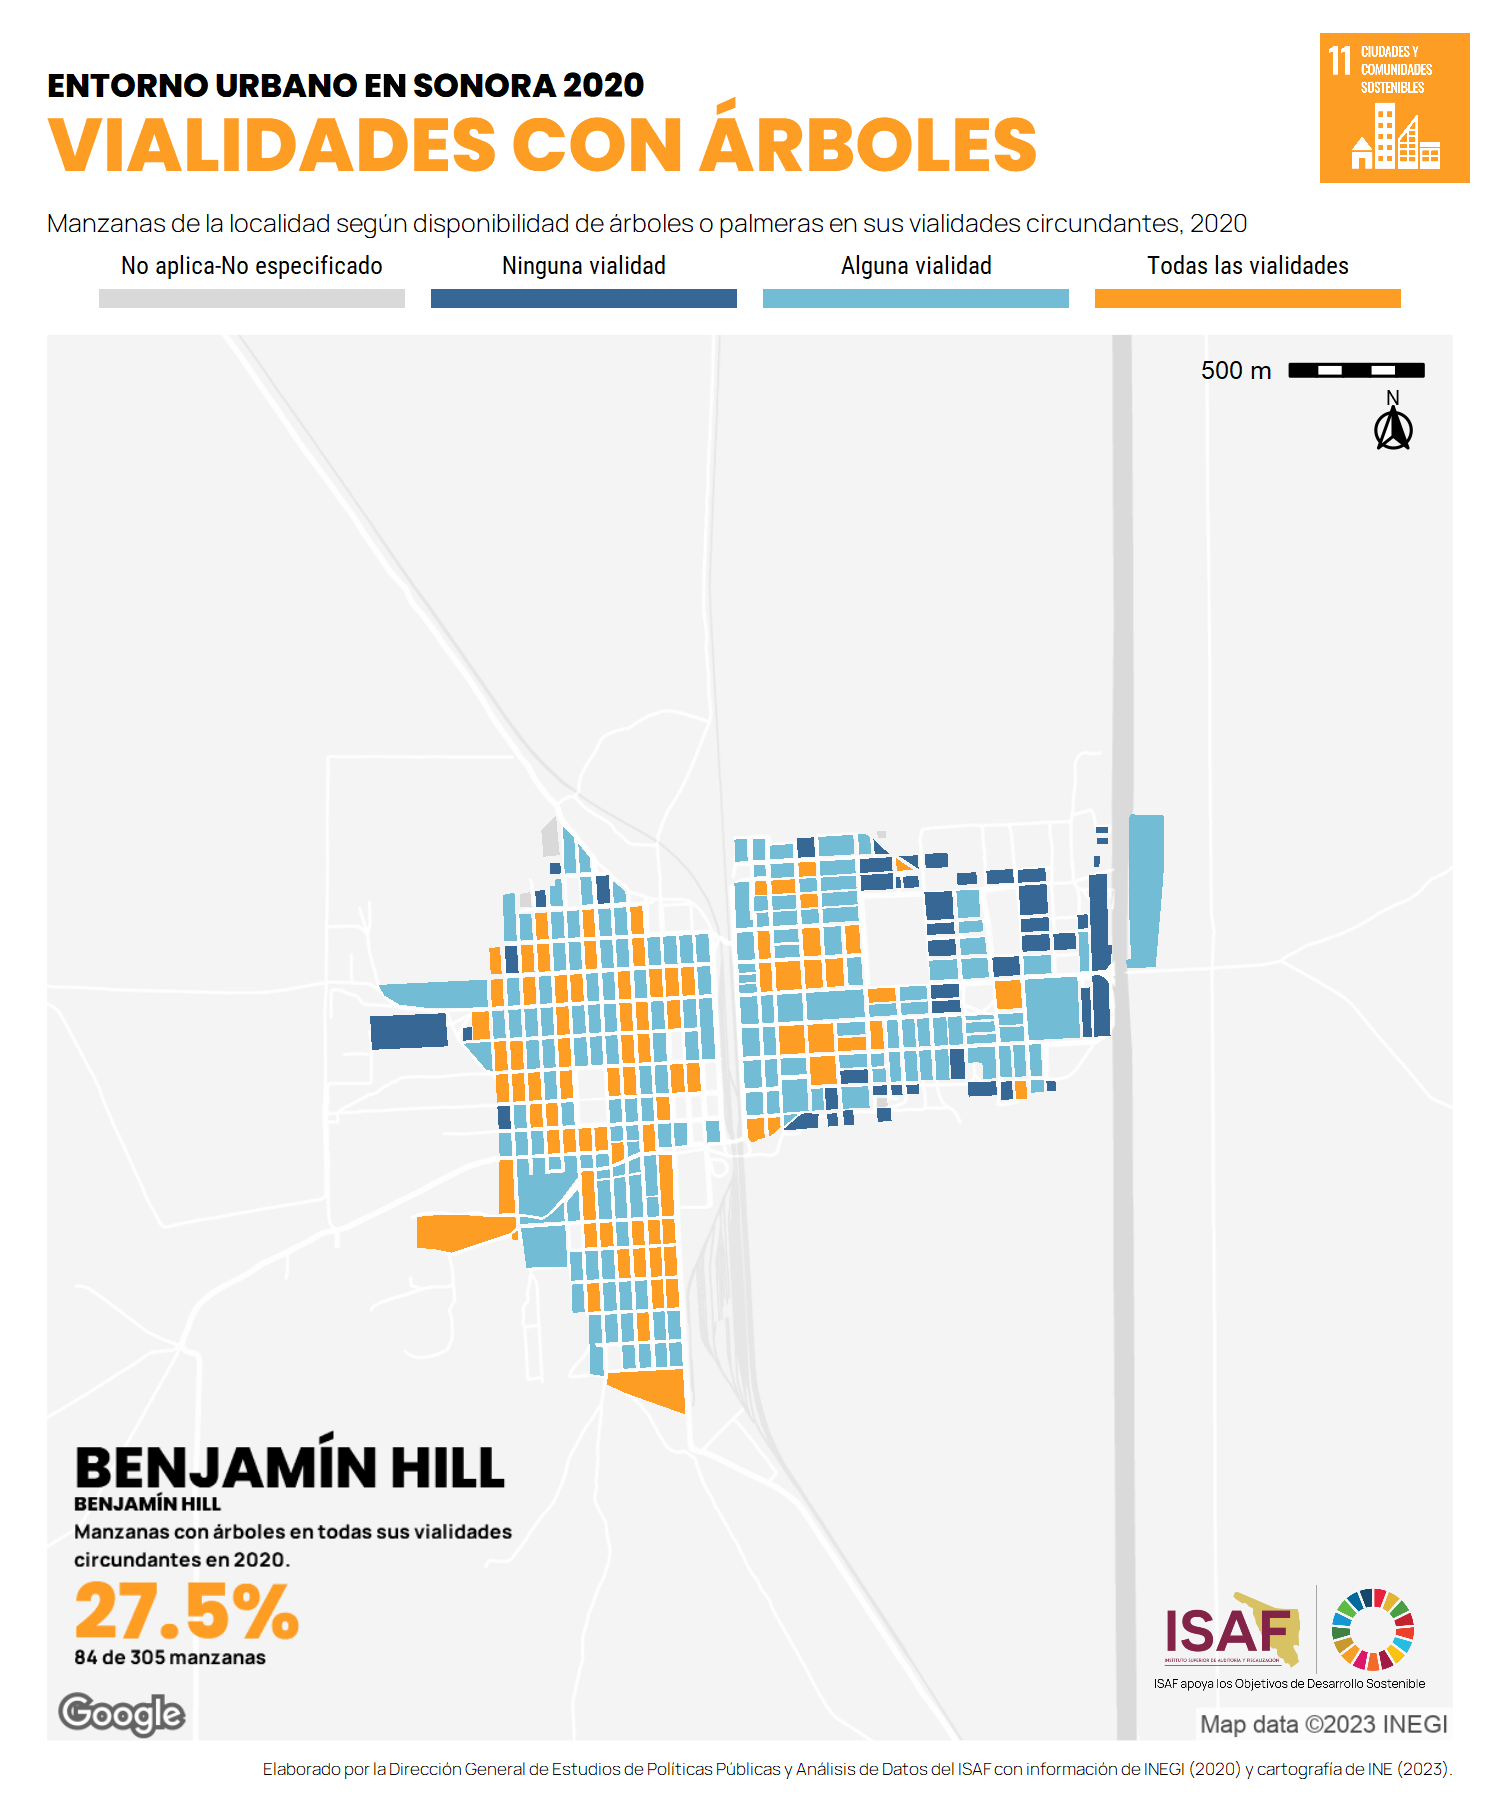 ENTORNO URBANO EN SONORA 2020
VIALIDADES CON ÁRBOLES
11 CIUDADES Y
COMUNIDADES
SOSTENIBLES
Manzanas de la localidad según disponibilidad de árboles o palmeras en sus vialidades circundantes, 2020
No aplica-No especificado
Ninguna vialidad
Alguna vialidad
Todas las vialidades
500 m
N
BENJAMÍN HILL
BENJAMÍN HILL
Manzanas con árboles en todas sus vialidades
circundantes en 2020.
27.5%
84 de 305 manzanas
Google
ISAF
INSTITUTO SUPERIOR DE AUDITORÍA Y FISCALIZACIÓN
ISAF apoya los Objetivos de Desarrollo Sostenible
Map data ©2023 INEGI
Elaborado por la Dirección General de Estudios de Políticas Públicas y Análisis de Datos del ISAF con información de INEGI (2020) y cartografía de INE (2023).